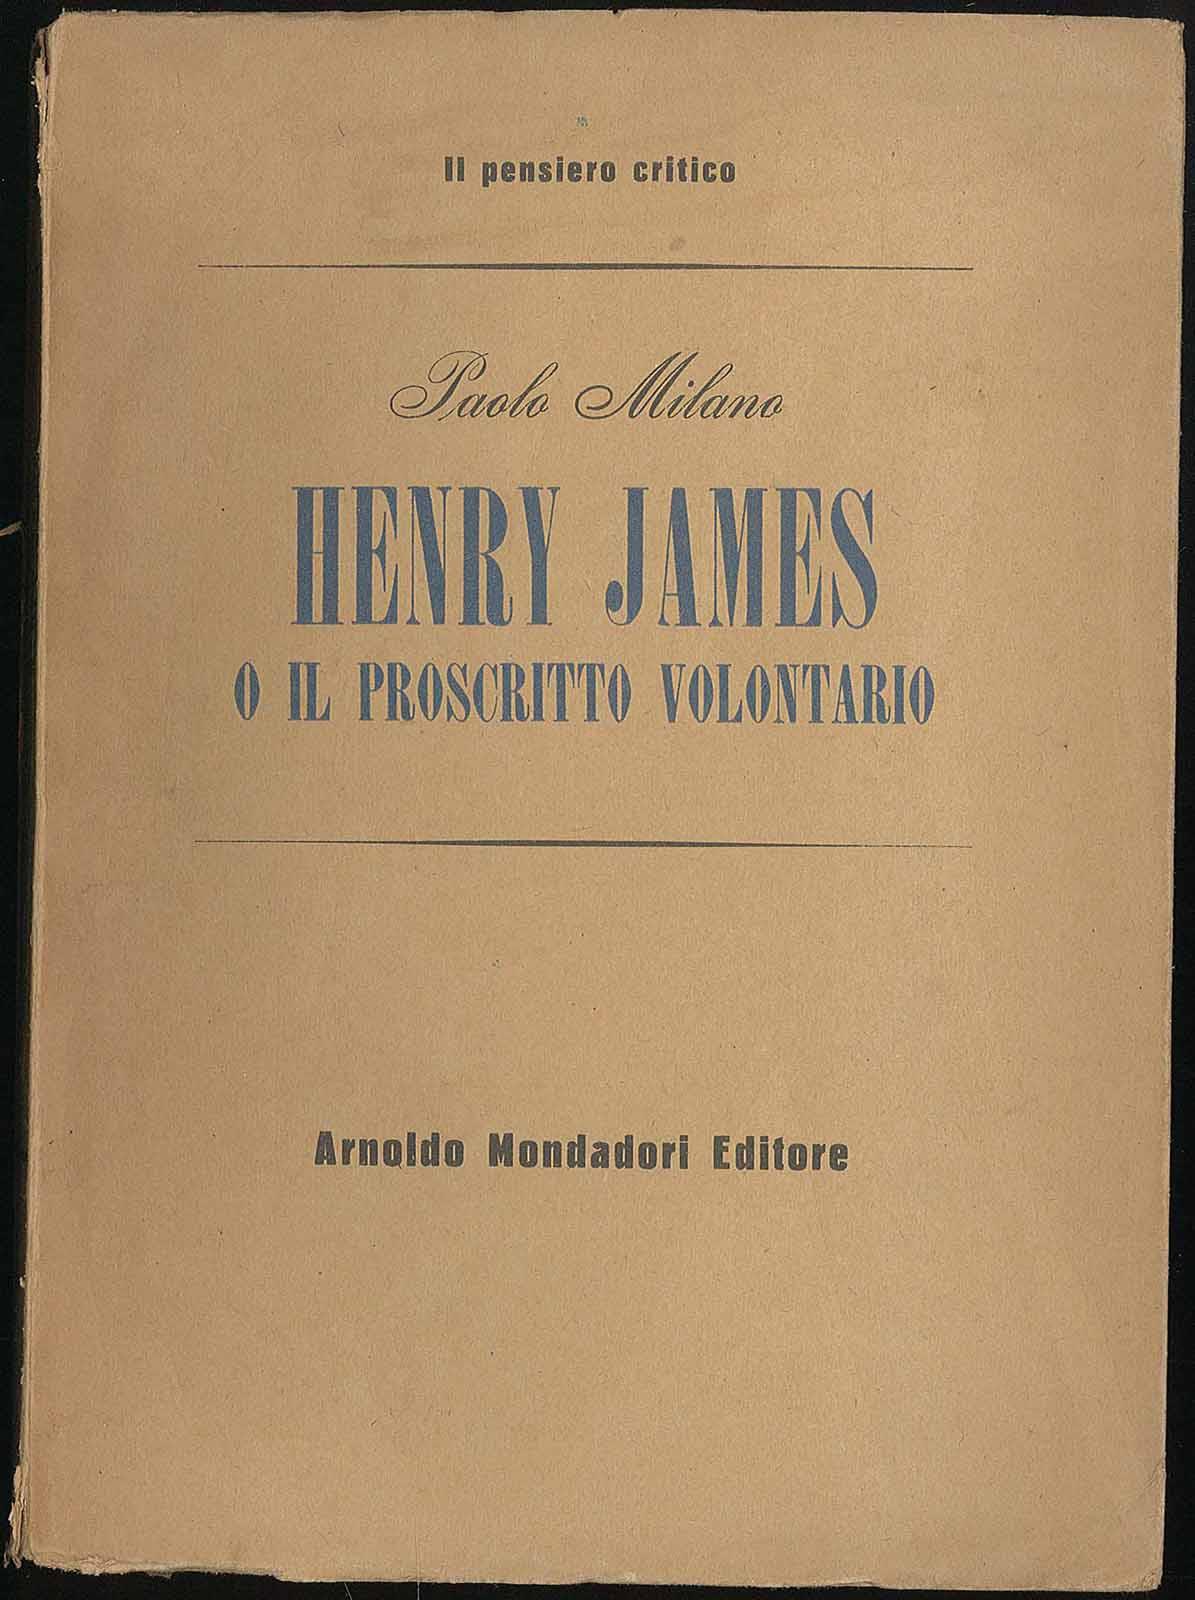 Il pensiero critico
Paolo Milano
HENRY JAMES
O IL PROSCRITTO VOLONTARIO
Arnoldo Mondadori Editore